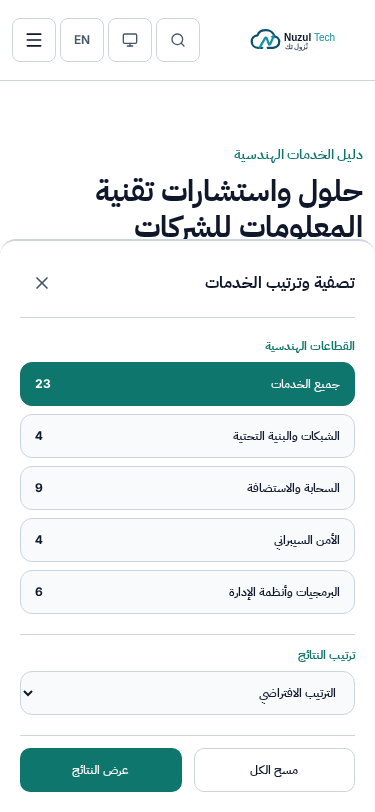 Nuzul Tech
نُزول تك
EN
دليل الخدمات الهندسية
حلول واستشارات تقنية
المعلومات للشركات
تصفية وترتيب الخدمات
القطاعات الهندسية
جميع الخدمات 23
الشبكات والبنية التحتية 4
السحابة والاستضافة 9
الأمن السيبراني 4
البرمجيات وأنظمة الإدارة 6
ترتيب النتائج
الترتيب الافتراضي
مسح الكل
عرض النتائج